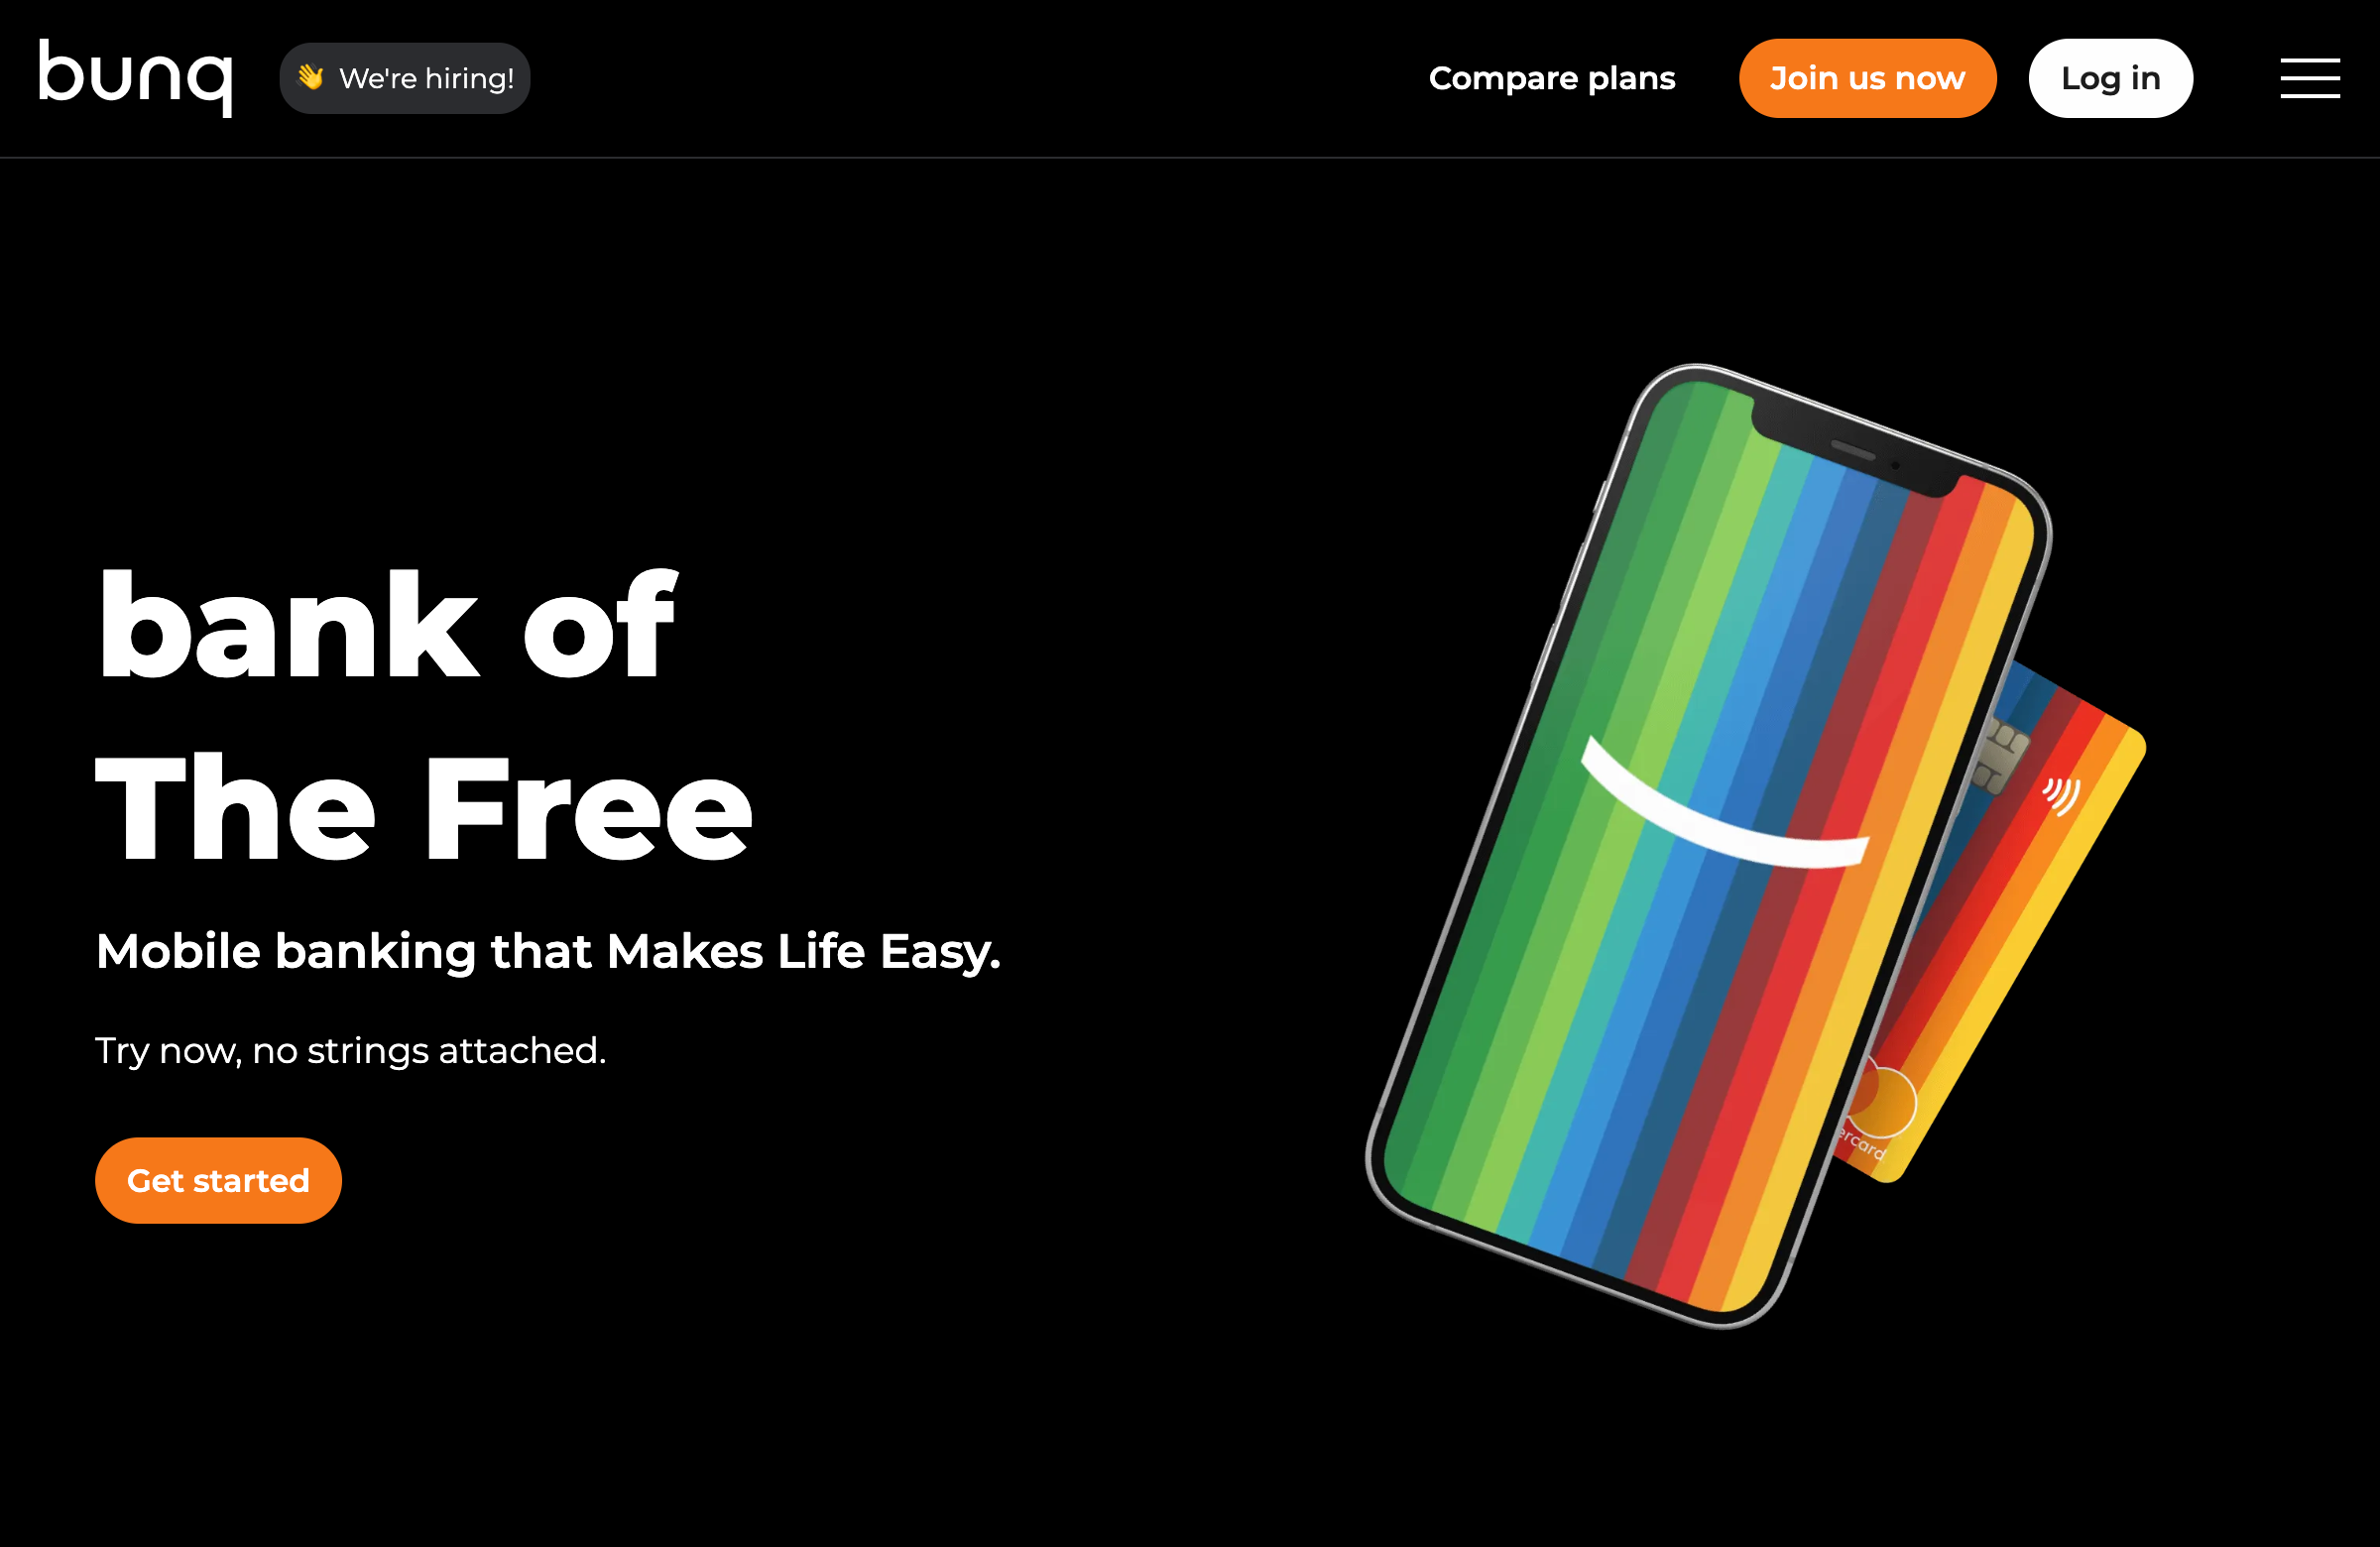 bunq
👋 We're hiring!
Compare plans
Join us now
Log in
bank of
The Free
Mobile banking that Makes Life Easy.
Try now, no strings attached.
Get started
ercard